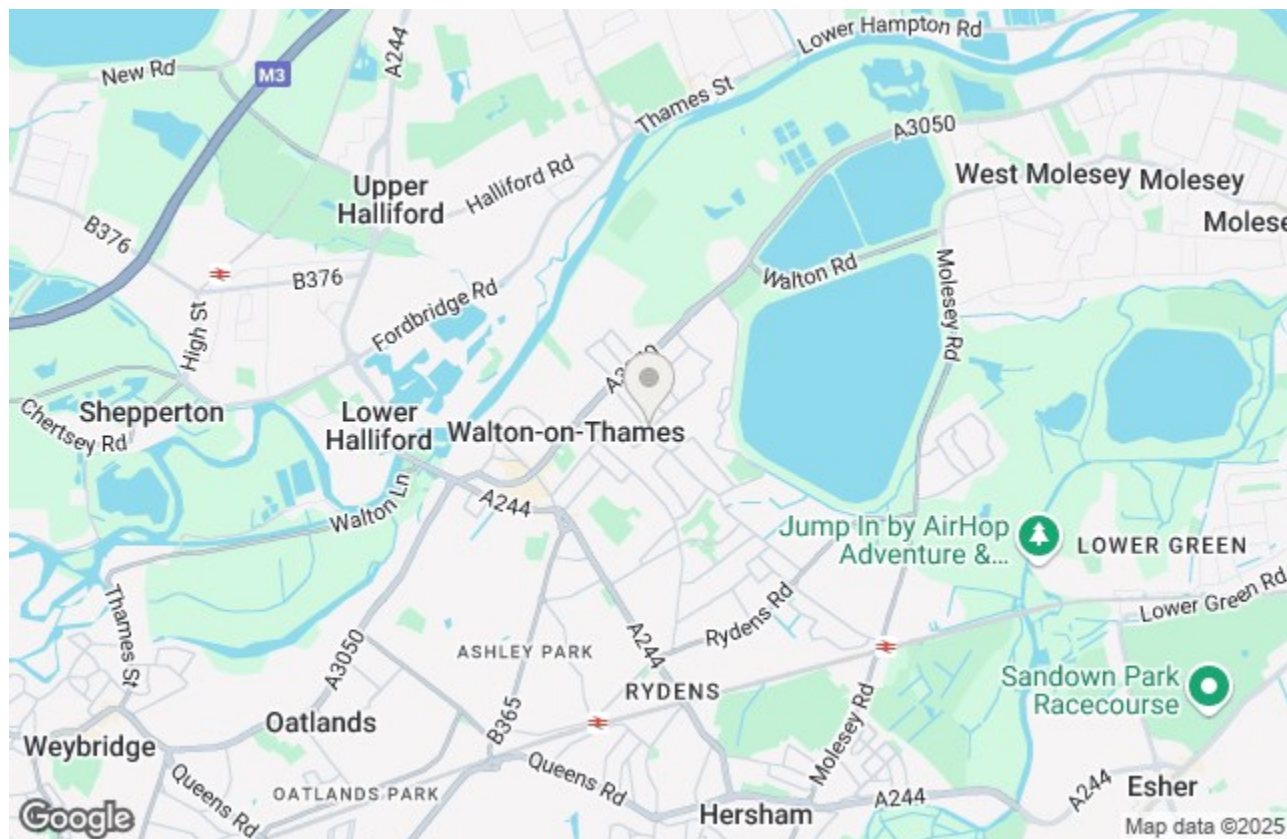 Lower Hampton Rd
New Rd
M3
A244
Thames St
A3050
Upper
Halliford
Halliford Rd
West Molesey
Molesey
Molese
B376
B376
Walton Rd
Molesey Rd
High St
Fordbridge Rd
Shepperton
Chertsey Rd
Lower
Halliford
Walton-on-Thames
Walton Ln
A244
Jump In by AirHop
Adventure &...
LOWER GREEN
Lower Green Rd
Thames St
A3050
ASHLEY PARK
A244
Rydens Rd
RYDENS
Sandown Park
Racecourse
Oatlands
B365
Molesey Rd
Weybridge
Queens Rd
Queens Rd
OATLANDS PARK
Hersham
A244
A244
Esher
Google
Map data ©2025